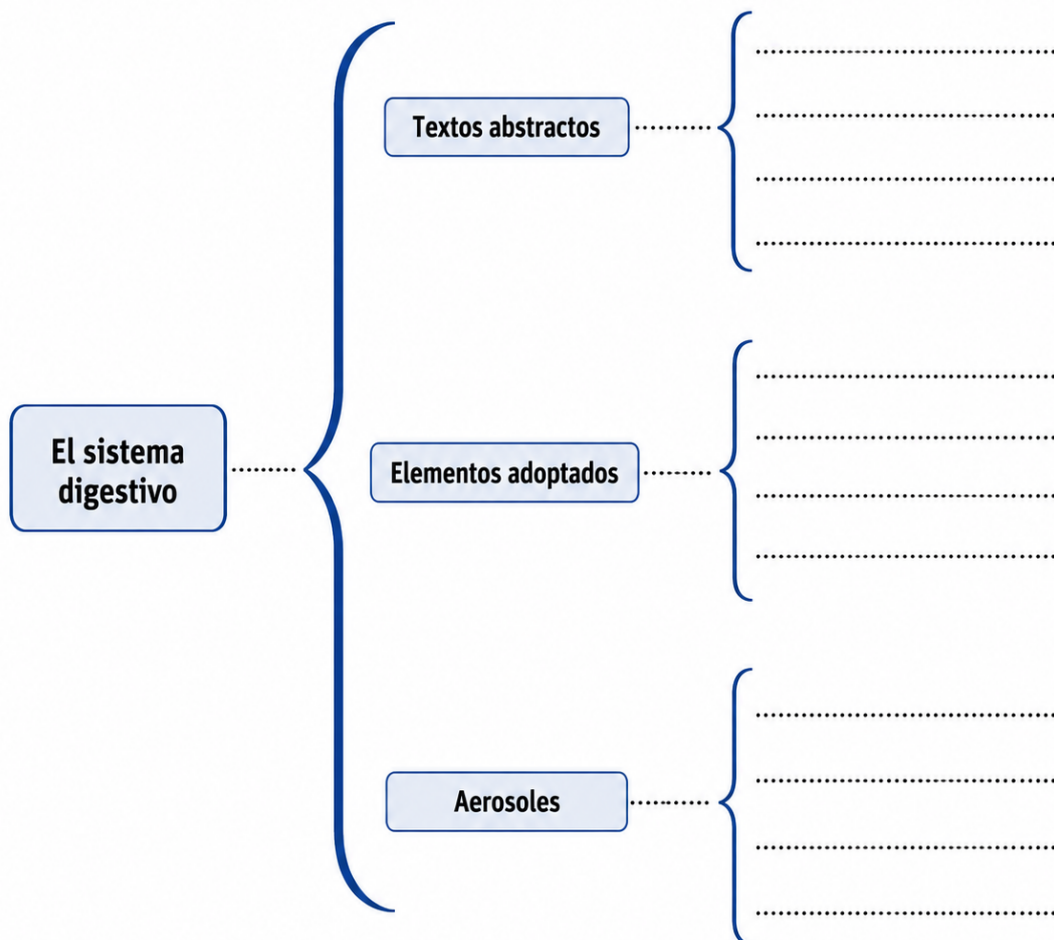 El sistema
digestivo
Textos abstractos
Elementos adoptados
Aerosoles